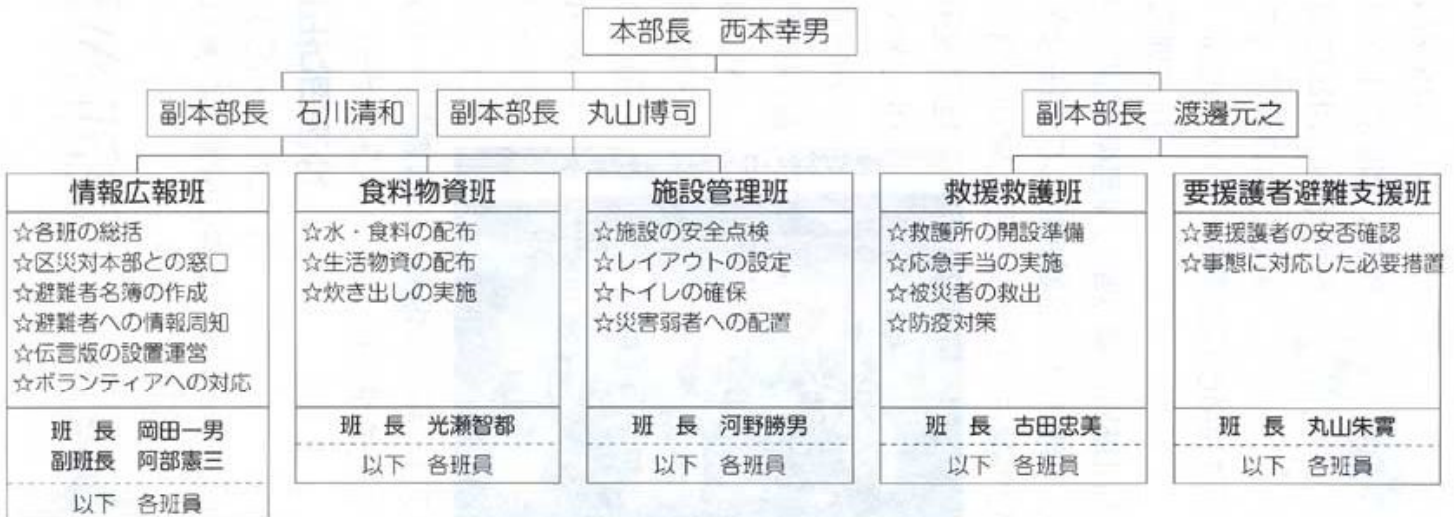 本部長　西本幸男
副本部長　石川清和
副本部長　丸山博司
副本部長　渡邊元之
情報広報班
☆各班の総括
☆区災対本部との窓口
☆避難者名簿の作成
☆避難者への情報周知
☆伝言版の設置運営
☆ボランティアへの対応
班　長　岡田一男
副班長　阿部憲三
以下　各班員
食料物資班
☆水・食料の配布
☆生活物資の配布
☆炊き出しの実施
班　長　光瀬智都
以下　各班員
施設管理班
☆施設の安全点検
☆レイアウトの設定
☆トイレの確保
☆災害弱者への配置
班　長　河野勝男
以下　各班員
救援救護班
☆救護所の開設準備
☆応急手当の実施
☆被災者の救出
☆防疫対策
班　長　古田忠美
以下　各班員
要援護者避難支援班
☆要援護者の安否確認
☆事態に対応した必要措置
班　長　丸山朱實
以下　各班員